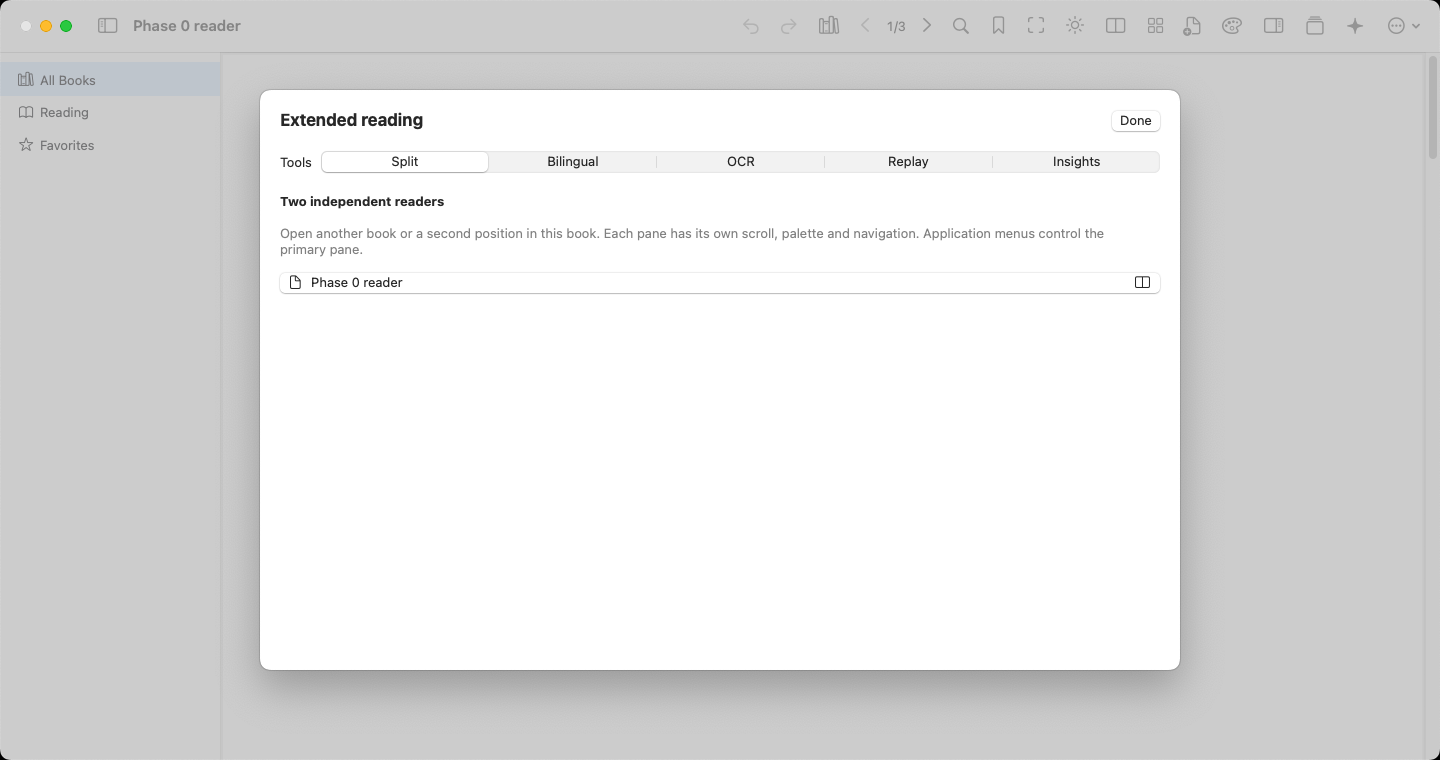 Phase 0 reader
1/3
All Books
Reading
Favorites
Extended reading
Done
Tools
Split
Bilingual
OCR
Replay
Insights
Two independent readers
Open another book or a second position in this book. Each pane has its own scroll, palette and navigation. Application menus control the
primary pane.
Phase 0 reader